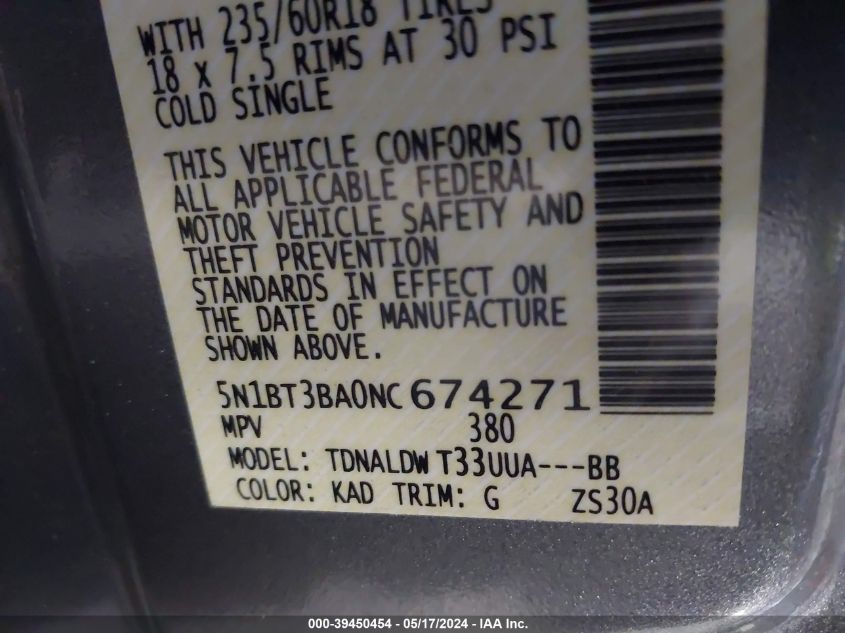 WITH 235/60R18 TIRES
18 x 7.5 RIMS AT 30 PSI
COLD SINGLE
THIS VEHICLE CONFORMS TO
ALL APPLICABLE FEDERAL
MOTOR VEHICLE SAFETY AND
THEFT PREVENTION
STANDARDS IN EFFECT ON
THE DATE OF MANUFACTURE
SHOWN ABOVE.
5N1BT3BA0NC674271
MPV 380
MODEL: TDNALDW T33UUA---BB
COLOR: KAD TRIM: G ZS30A
000-39450454 - 05/17/2024 - IAA Inc.